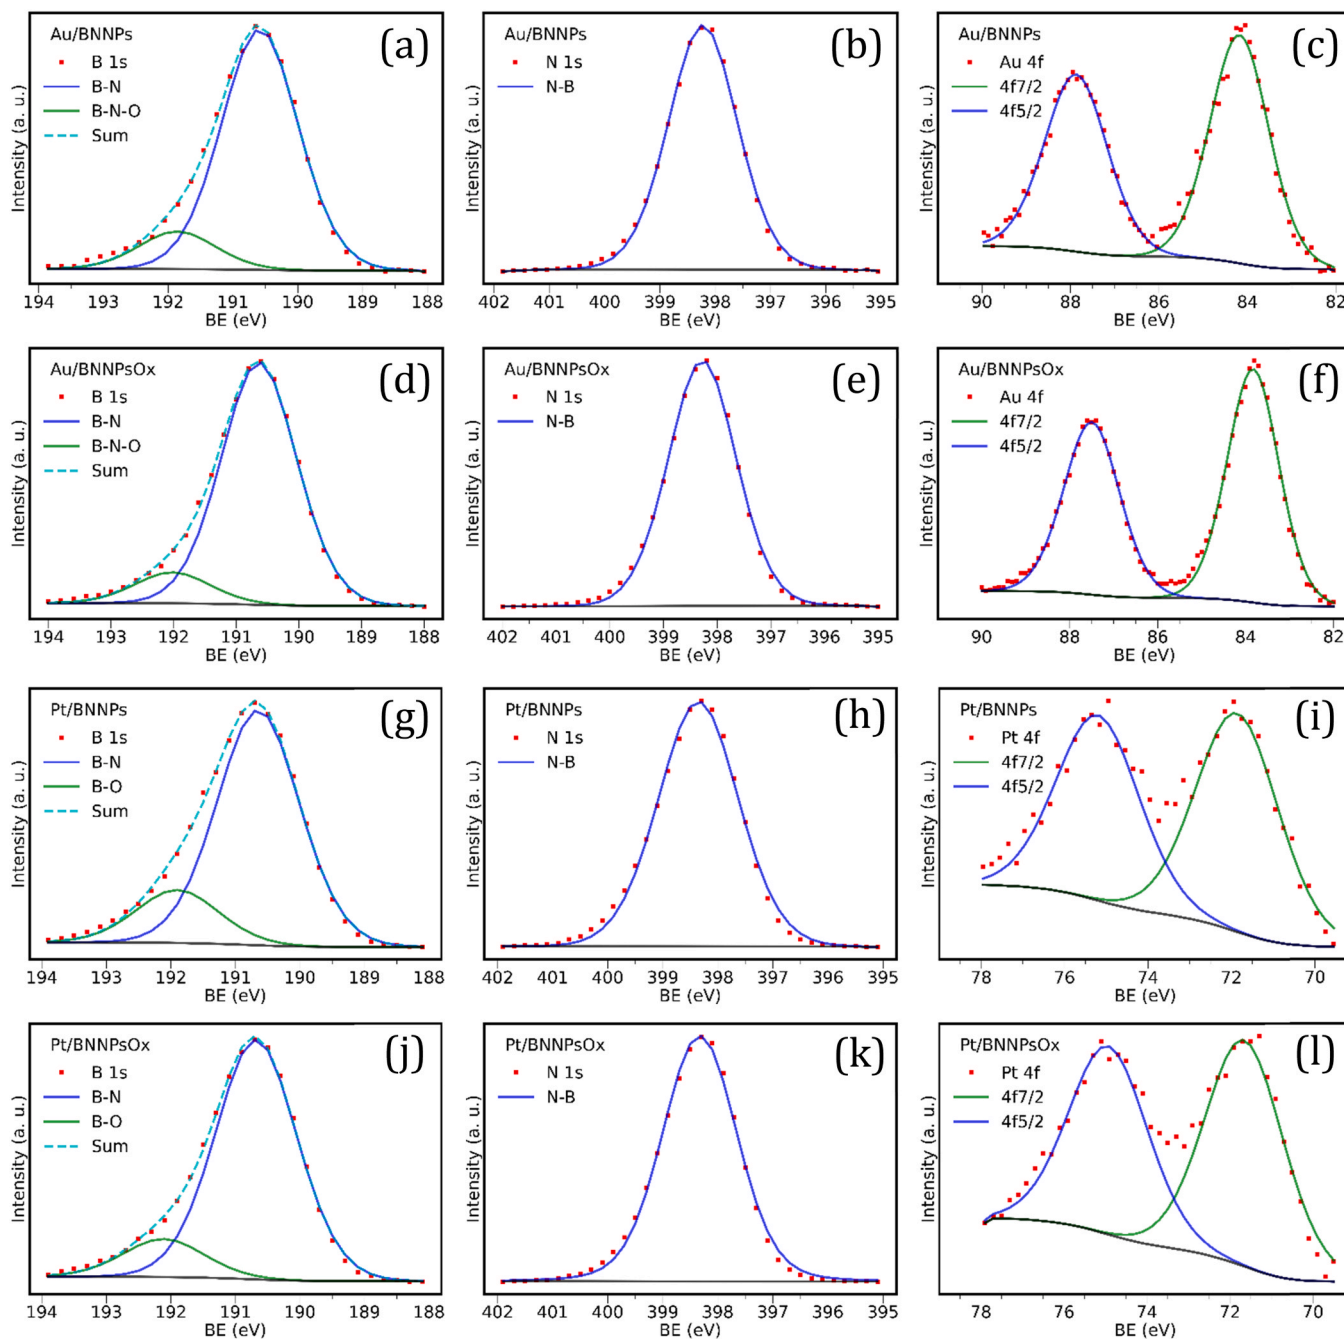 Au/BNNPs
B 1s
B-N
B-N-O
Sum
(a)
Intensity (a. u.)
194 193 192 191 190 189 188
BE (eV)
Au/BNNPs
N 1s
N-B
(b)
Intensity (a. u.)
402 401 400 399 398 397 396 395
BE (eV)
Au/BNNPs
Au 4f
4f7/2
4f5/2
(c)
Intensity (a. u.)
90 88 86 84 82
BE (eV)
Au/BNNPsOx
B 1s
B-N
B-N-O
Sum
(d)
Intensity (a. u.)
194 193 192 191 190 189 188
BE (eV)
Au/BNNPsOx
N 1s
N-B
(e)
Intensity (a. u.)
402 401 400 399 398 397 396 395
BE (eV)
Au/BNNPsOx
Au 4f
4f7/2
4f5/2
(f)
Intensity (a. u.)
90 88 86 84 82
BE (eV)
Pt/BNNPs
B 1s
B-N
B-O
Sum
(g)
Intensity (a. u.)
194 193 192 191 190 189 188
BE (eV)
Pt/BNNPs
N 1s
N-B
(h)
Intensity (a. u.)
402 401 400 399 398 397 396 395
BE (eV)
Pt/BNNPs
Pt 4f
4f7/2
4f5/2
(i)
Intensity (a. u.)
78 76 74 72 70
BE (eV)
Pt/BNNPsOx
B 1s
B-N
B-O
Sum
(j)
Intensity (a. u.)
194 193 192 191 190 189 188
BE (eV)
Pt/BNNPsOx
N 1s
N-B
(k)
Intensity (a. u.)
402 401 400 399 398 397 396 395
BE (eV)
Pt/BNNPsOx
Pt 4f
4f7/2
4f5/2
(l)
Intensity (a. u.)
78 76 74 72 70
BE (eV)